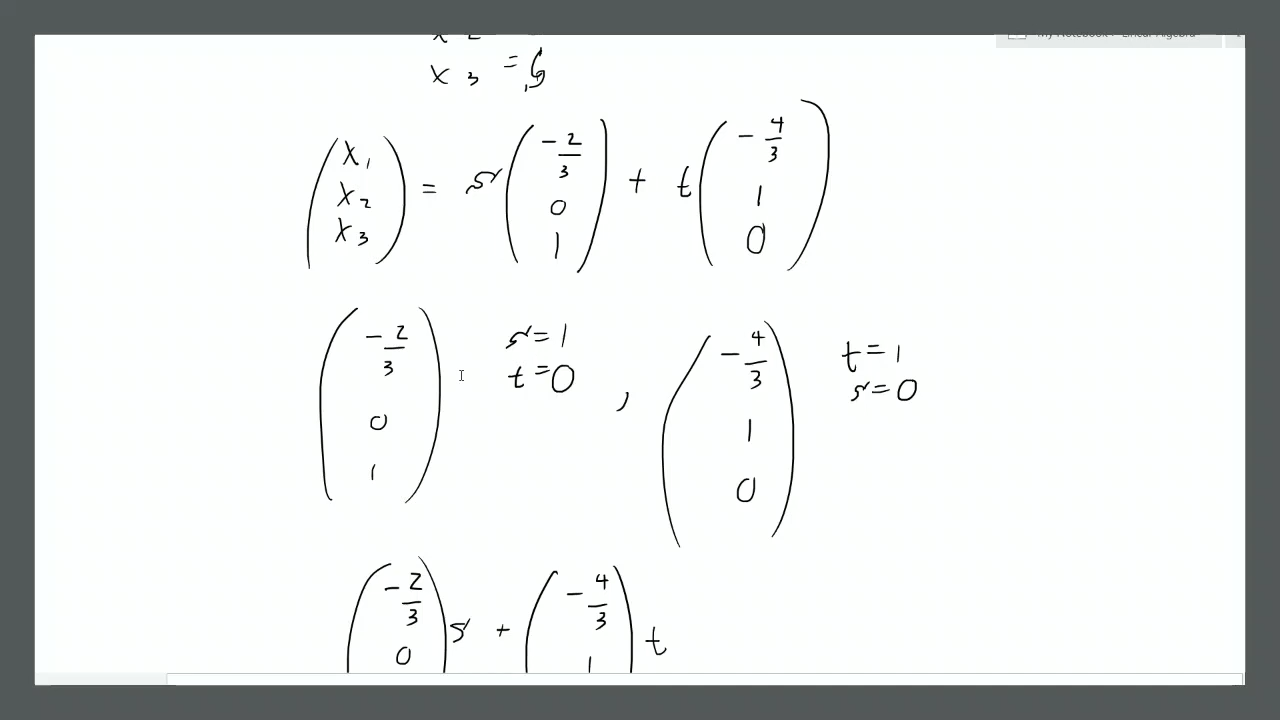 x 3 = s
(x1 x2 x3) = s(-2/3 0 1) + t(-4/3 1 0)
(-2/3 0 1) s=1 t=0 , (-4/3 1 0) t=1 s=0
(-2/3 0 s + (-4/3 1 t